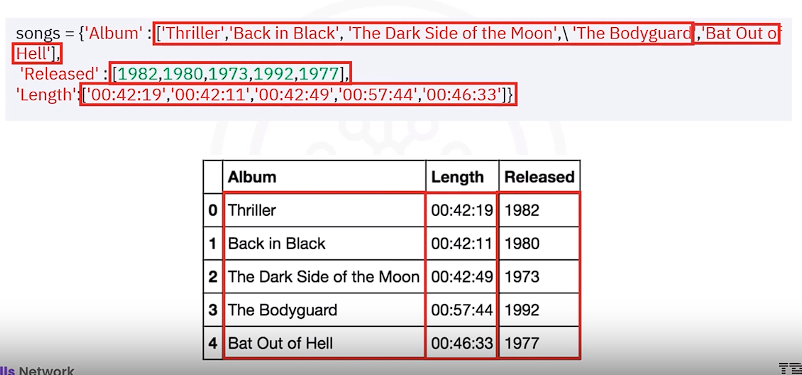 songs = {'Album' :['Thriller','Back in Black', 'The Dark Side of the Moon',\ 'The Bodyguard','Bat Out of
Hell'],
'Released' :[1982,1980,1973,1992,1977],
'Length':['00:42:19','00:42:11','00:42:49','00:57:44','00:46:33']}
Album Length Released
0 Thriller 00:42:19 1982
1 Back in Black 00:42:11 1980
2 The Dark Side of the Moon 00:42:49 1973
3 The Bodyguard 00:57:44 1992
4 Bat Out of Hell 00:46:33 1977
Network